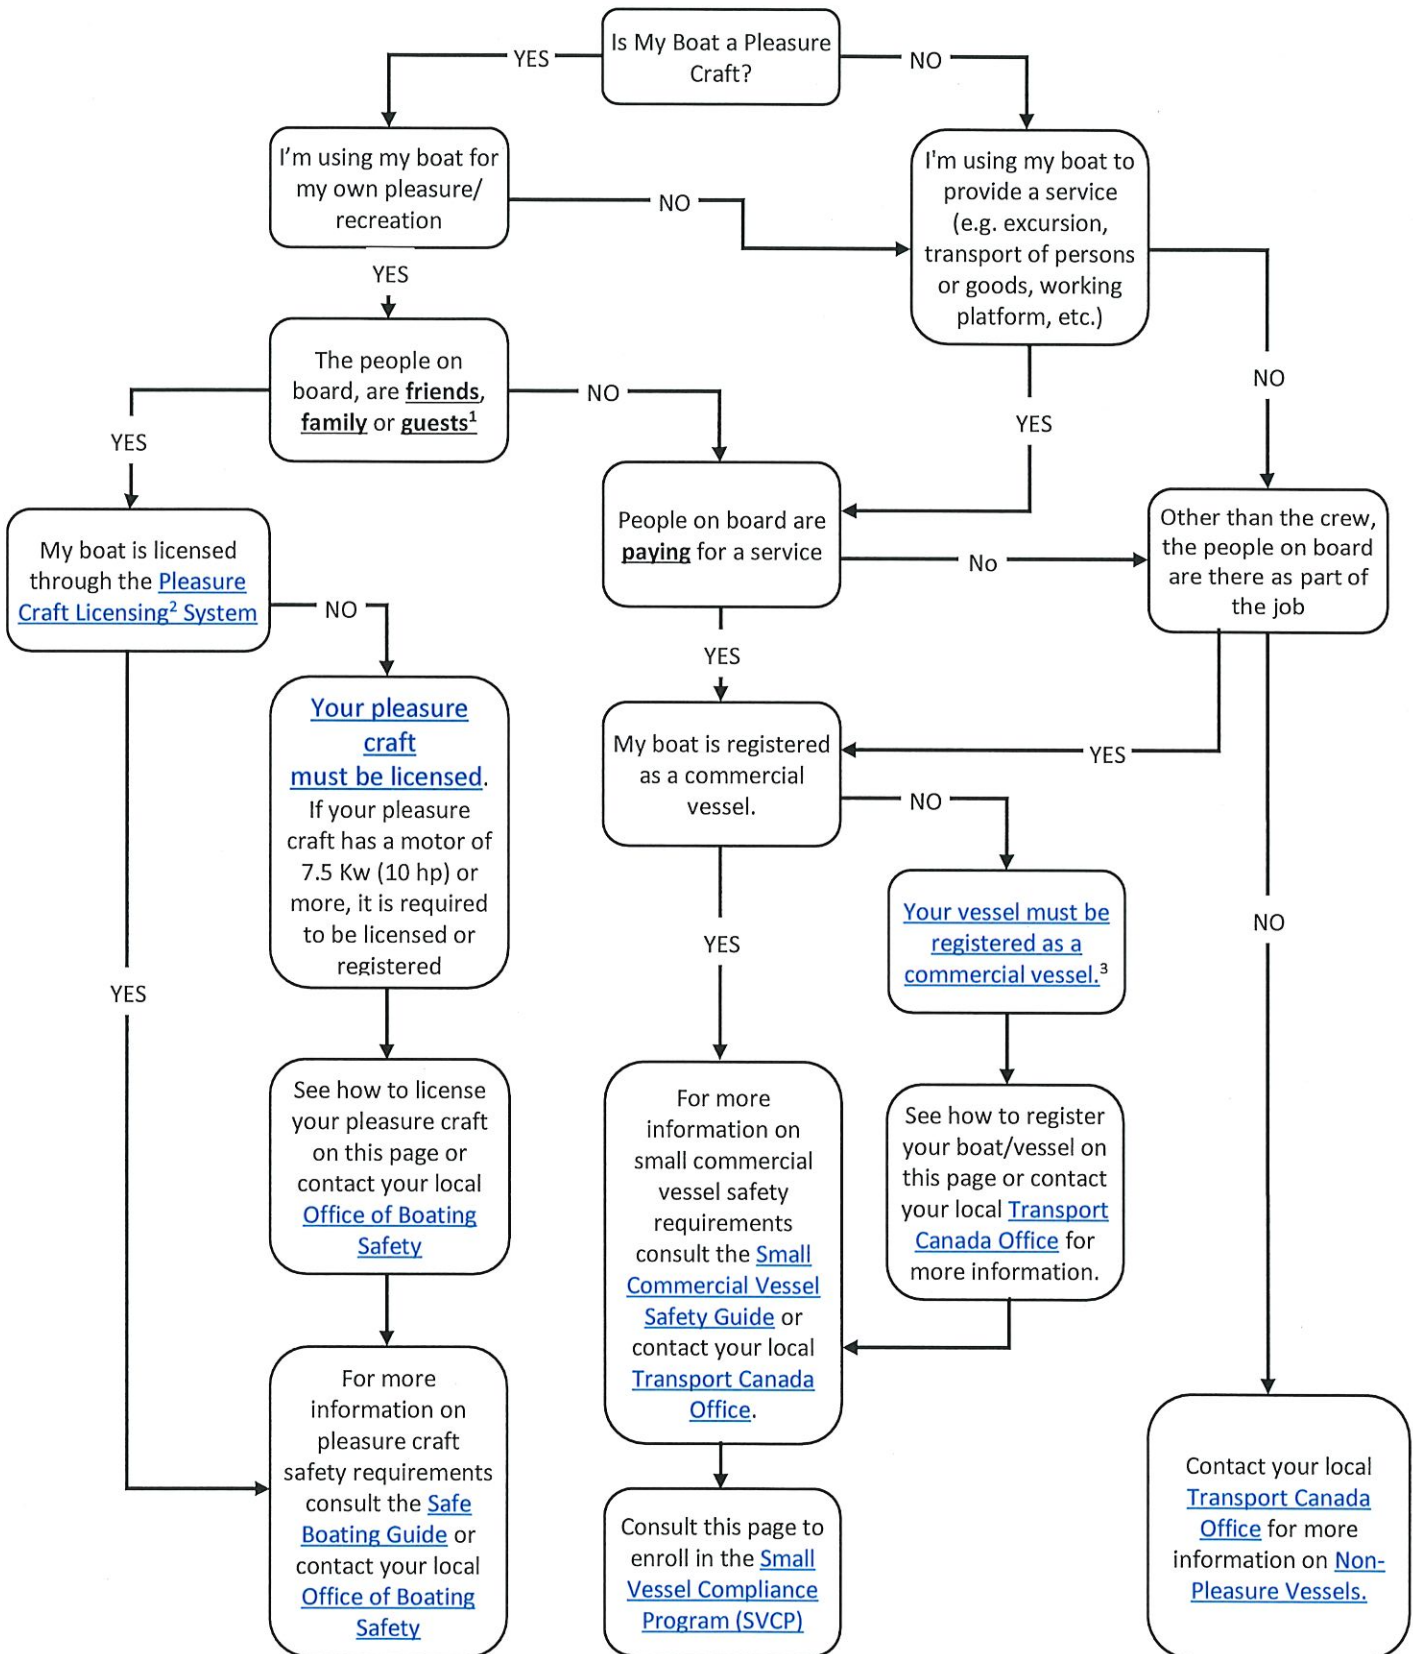 Is My Boat a Pleasure
Craft?
YES
NO
I'm using my boat for
my own pleasure/
recreation
NO
I'm using my boat to
provide a service
(e.g. excursion,
transport of persons
or goods, working
platform, etc.)
YES
NO
YES
The people on
board, are friends,
family or guests¹
NO
YES
People on board are
paying for a service
No
Other than the crew,
the people on board
are there as part of
the job
My boat is licensed
through the Pleasure
Craft Licensing² System
NO
YES
YES
NO
YES
Your pleasure
craft
must be licensed.
If your pleasure
craft has a motor of
7.5 Kw (10 hp) or
more, it is required
to be licensed or
registered
My boat is registered
as a commercial
vessel.
NO
YES
Your vessel must be
registered as a
commercial vessel.³
See how to license
your pleasure craft
on this page or
contact your local
Office of Boating
Safety
For more
information on
small commercial
vessel safety
requirements
consult the Small
Commercial Vessel
Safety Guide or
contact your local
Transport Canada
Office.
See how to register
your boat/vessel on
this page or contact
your local Transport
Canada Office for
more information.
For more
information on
pleasure craft
safety requirements
consult the Safe
Boating Guide or
contact your local
Office of Boating
Safety
Consult this page to
enroll in the Small
Vessel Compliance
Program (SVCP)
Contact your local
Transport Canada
Office for more
information on Non-
Pleasure Vessels.